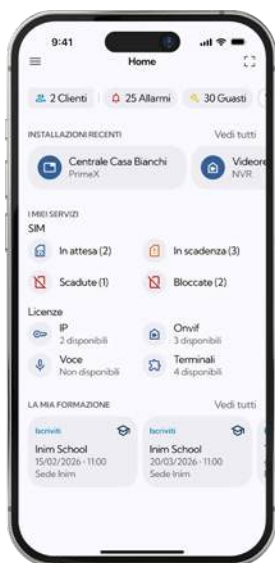 9:41
Home
2 Clienti
25 Allarmi
30 Guasti
INSTALLAZIONI RECENTI
Vedi tutti
Centrale Casa Bianchi
PrimeX
Videore
NVR
I MIEI SERVIZI
SIM
In attesa (2)
In scadenza (3)
Scadute (1)
Bloccate (2)
Licenze
IP
2 disponibili
Onvif
3 disponibili
Voce
Non disponibili
Terminali
4 disponibili
LA MIA FORMAZIONE
Vedi tutti
Iscriviti
Inim School
15/02/2026 - 11:00
Sede Inim
Iscriviti
Inim School
20/03/2026 - 11:00
Sede Inim